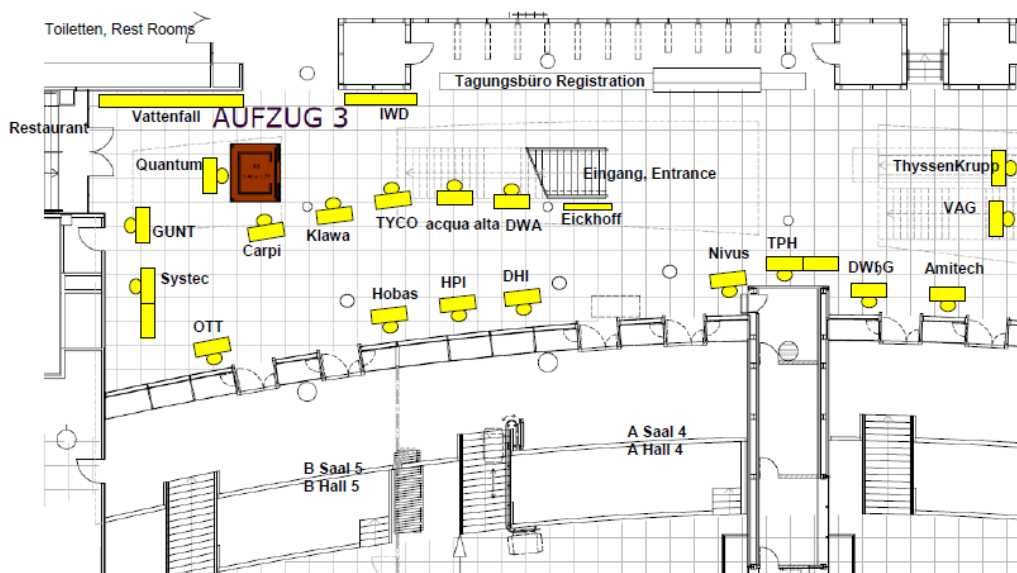 Toiletten, Rest Rooms
Tagungsbüro Registration
Vattenfall
AUFZUG 3
IWD
Restaurant
Quantum
Eingang, Entrance
ThyssenKrupp
GUNT
Carpi
Klawa
TYCO
acqua alta
DWA
Eickhoff
VAG
Systec
Nivus
TPH
Hobas
HPI
DHI
Amitech
OTT
A Saal 4
A Hall 4
B Saal 5
B Hall 5